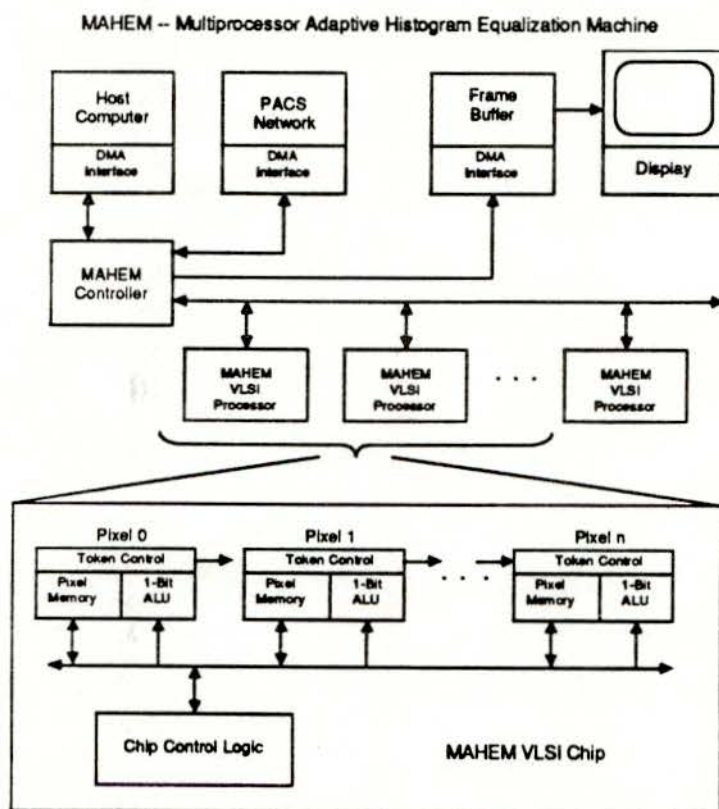 MAHEM -- Multiprocessor Adaptive Histogram Equalization Machine
Host
Computer
DMA
Interface
PACS
Network
DMA
Interface
Frame
Buffer
DMA
Interface
Display
MAHEM
Controller
MAHEM
VLSI
Processor
MAHEM
VLSI
Processor
. . .
MAHEM
VLSI
Processor
Pixel 0
Token Control
Pixel
Memory
1-Bit
ALU
Pixel 1
Token Control
Pixel
Memory
1-Bit
ALU
. . .
Pixel n
Token Control
Pixel
Memory
1-Bit
ALU
Chip Control Logic
MAHEM VLSI Chip